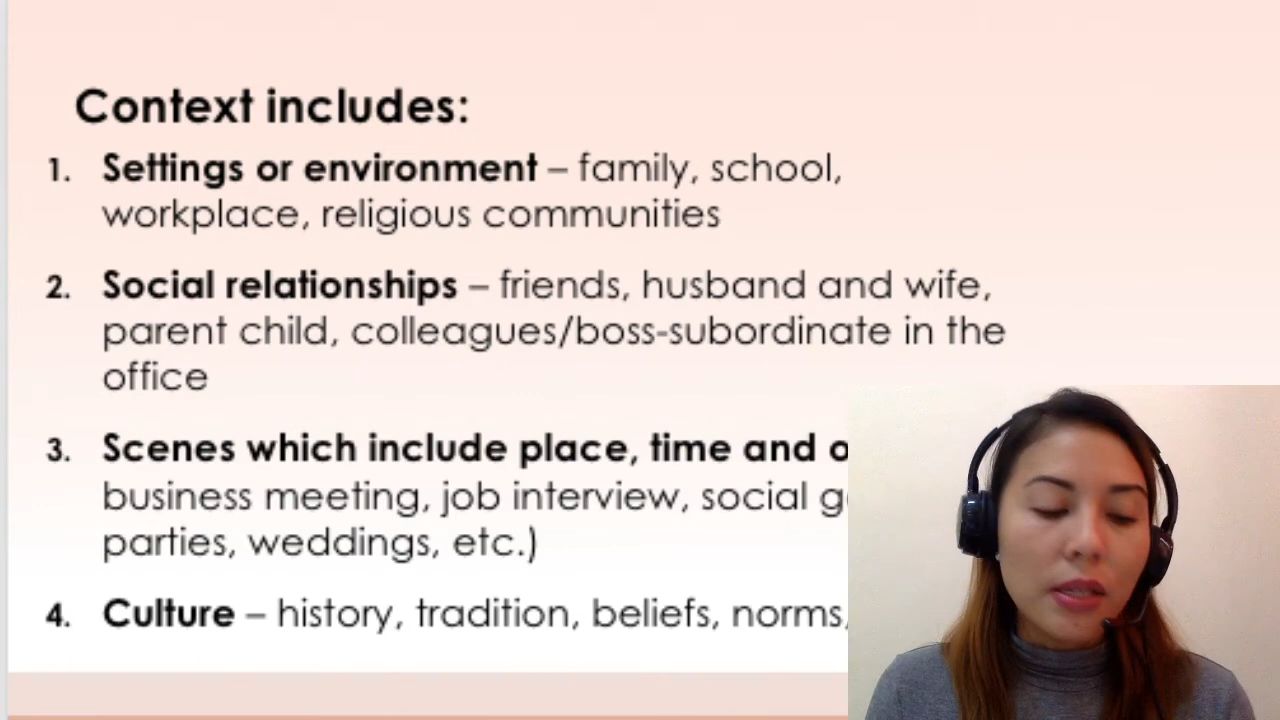 Context includes:
1. Settings or environment – family, school,
workplace, religious communities
2. Social relationships – friends, husband and wife,
parent child, colleagues/boss-subordinate in the
office
3. Scenes which include place, time and
business meeting, job interview, social
parties, weddings, etc.)
4. Culture – history, tradition, beliefs, norms,